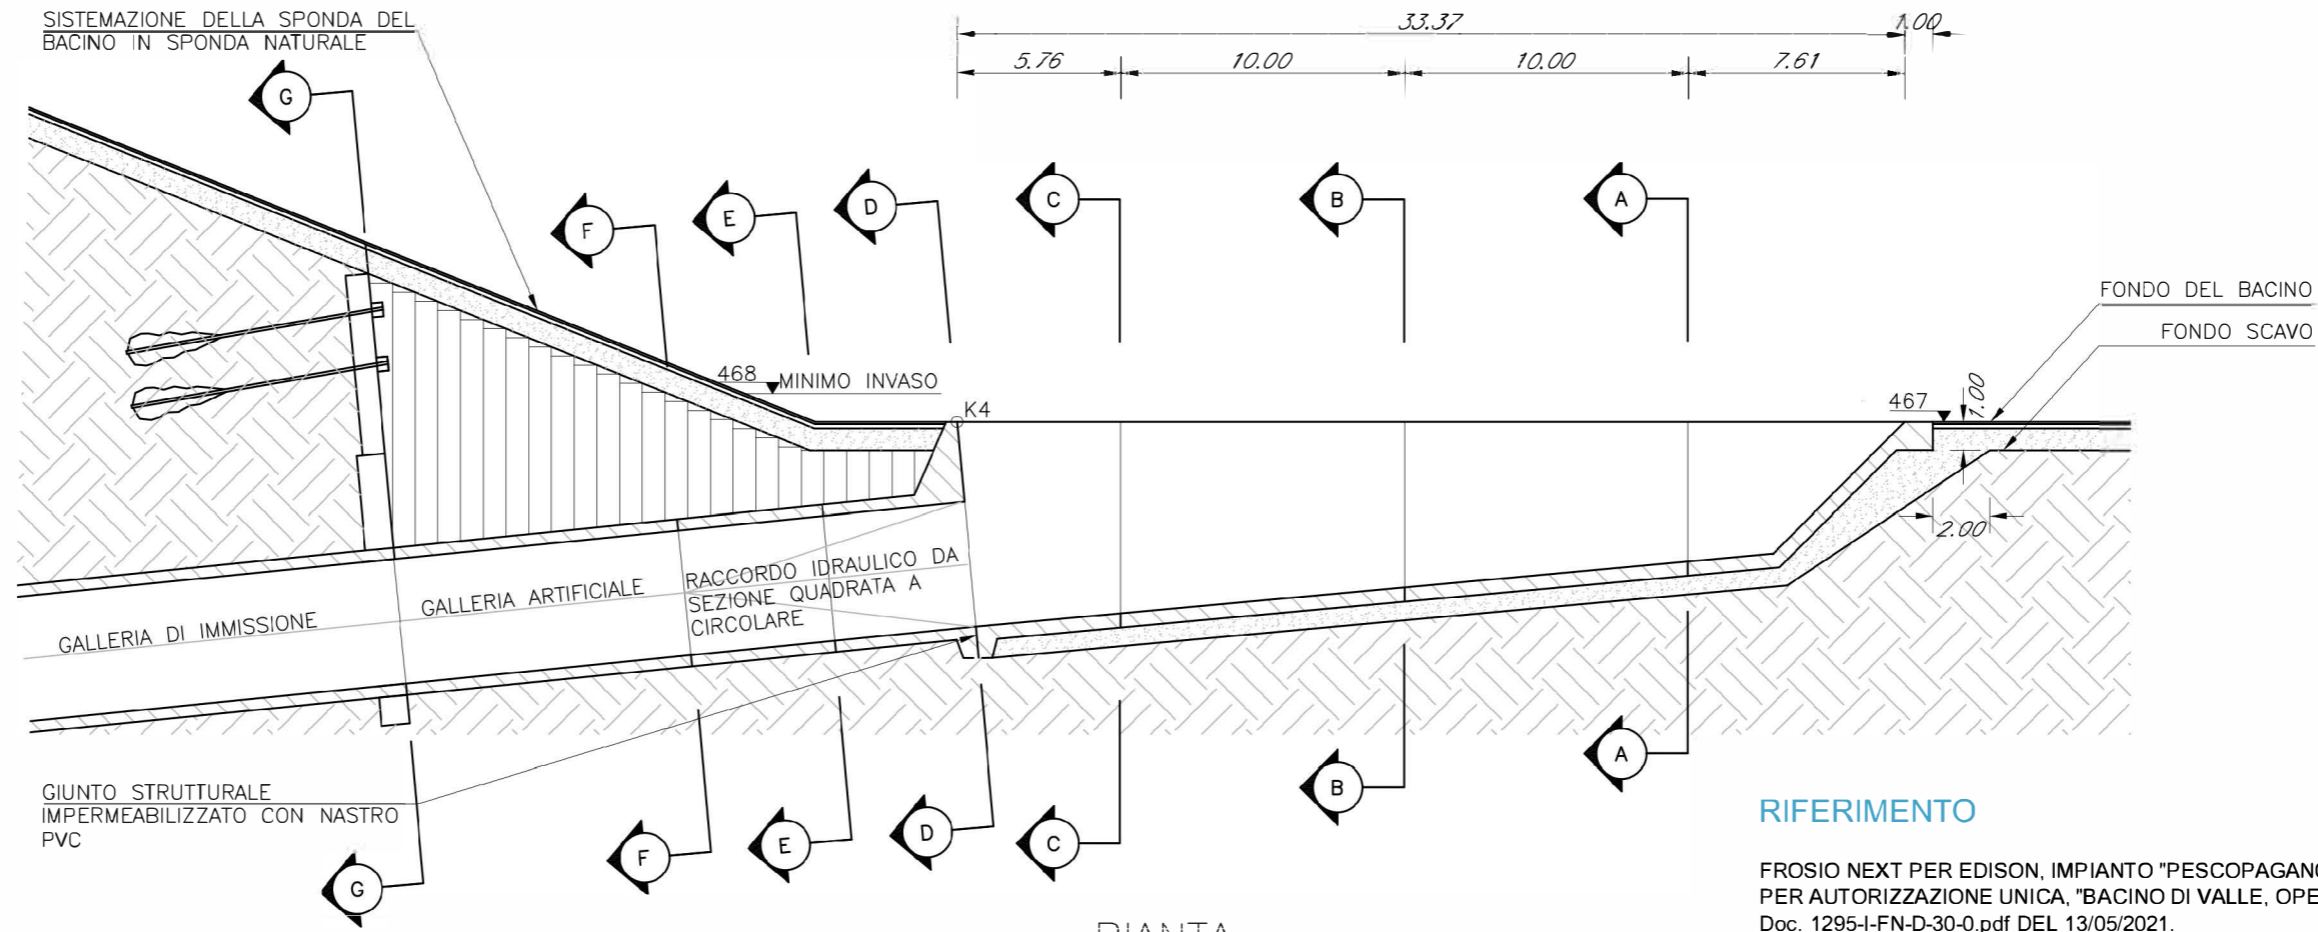 SISTEMAZIONE DELLA SPONDA DEL
BACINO IN SPONDA NATURALE
33.37
1.00
5.76
10.00
10.00
7.61
G
F
E
D
C
B
A
FONDO DEL BACINO
FONDO SCAVO
468
MINIMO INVASO
K4
467
1.00
2.00
GALLERIA DI IMMISSIONE
GALLERIA ARTIFICIALE
RACCORDO IDRAULICO DA
SEZIONE QUADRATA A
CIRCOLARE
GIUNTO STRUTTURALE
IMPERMEABILIZZATO CON NASTRO
PVC
G
F
E
D
C
B
A
RIFERIMENTO
FROSIO NEXT PER EDISON, IMPIANTO "PESCOPAGANO
PER AUTORIZZAZIONE UNICA, "BACINO DI VALLE, OPE
Doc. 1295-I-FN-D-30-0.pdf DEL 13/05/2021.
PIANTA